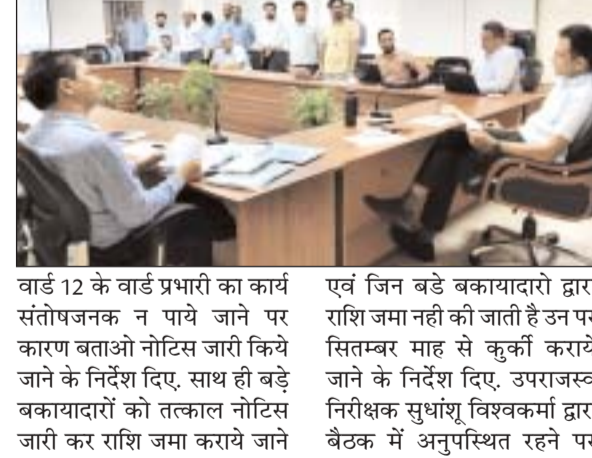 वार्ड 12 के वार्ड प्रभारी का कार्य
संतोषजनक न पाये जाने पर
कारण बताओ नोटिस जारी किये
जाने के निर्देश दिए. साथ ही बड़े
बकायादारों को तत्काल नोटिस
जारी कर राशि जमा कराये जाने
एवं जिन बडे बकायादारो द्वारा
राशि जमा नही की जाती है उन पर
सितम्बर माह से कुर्की कराये
जाने के निर्देश दिए. उपराजस्व
निरीक्षक सुधांशू विश्वकर्मा द्वारा
बैठक में अनुपस्थित रहने पर